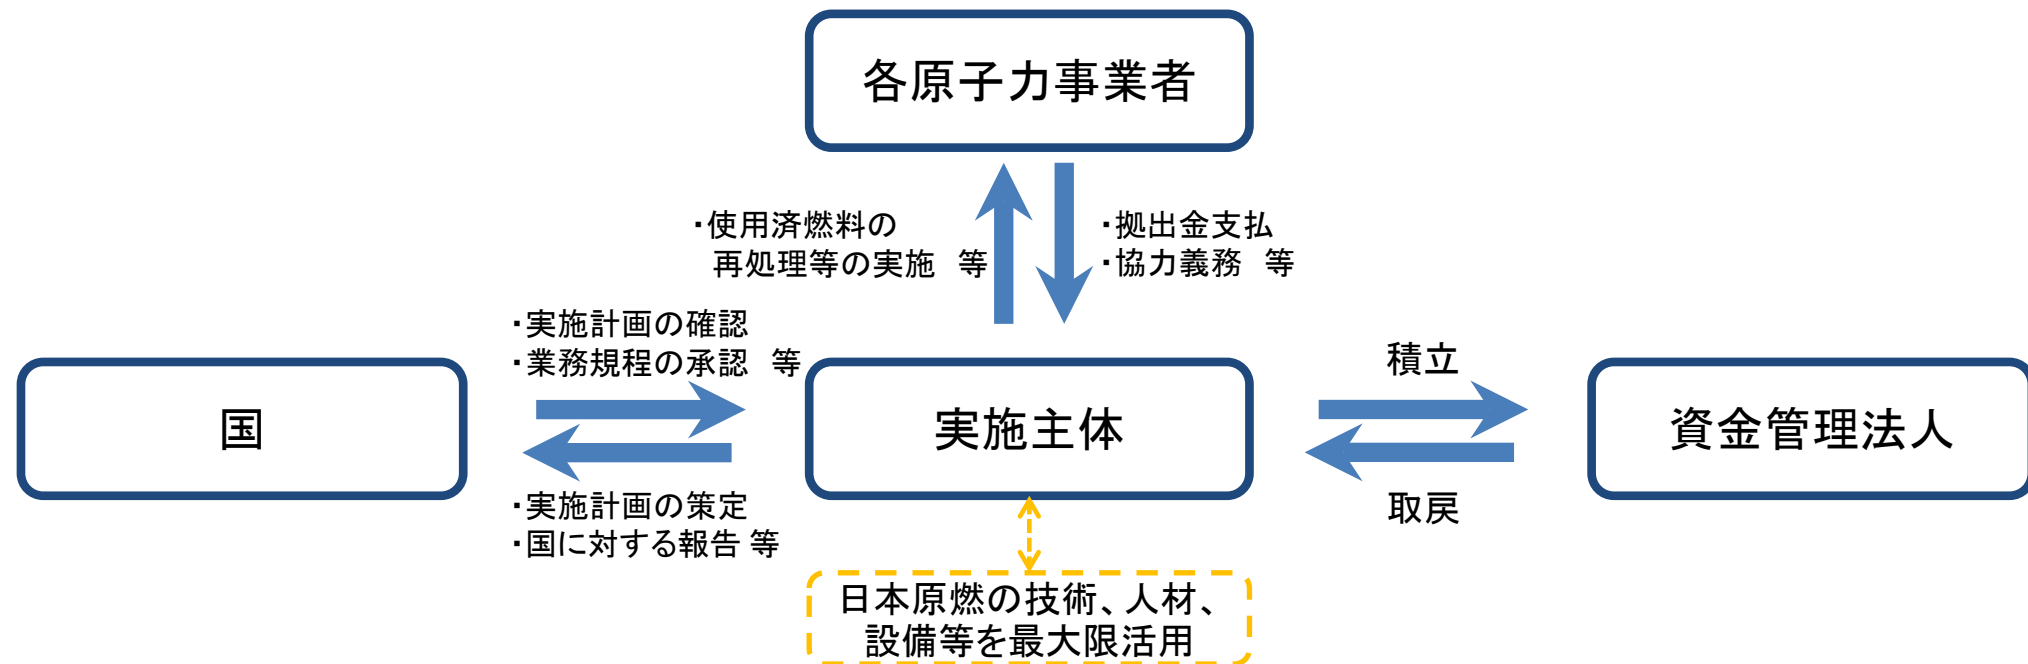 各原子力事業者
・使用済燃料の
再処理等の実施　等
・拠出金支払
・協力義務　等
・実施計画の確認
・業務規程の承認　等
国
実施主体
積立
取戻
資金管理法人
・実施計画の策定
・国に対する報告 等
日本原燃の技術、人材、
設備等を最大限活用